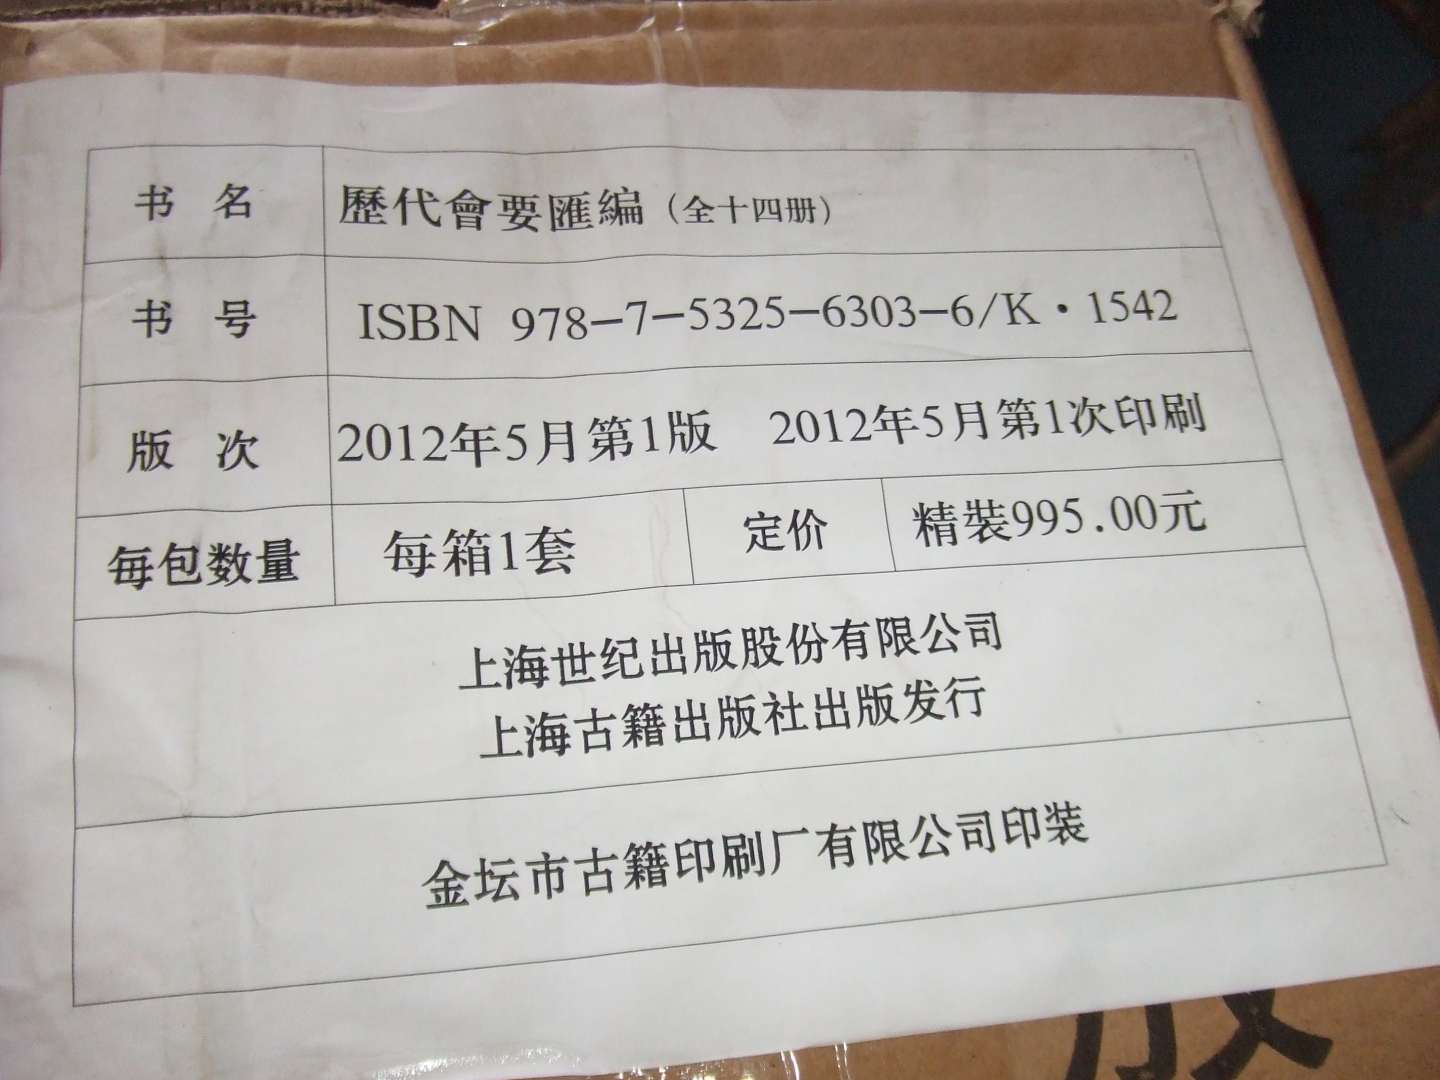 书 名 歷代會要匯編（全十四册）
书 号 ISBN 978-7-5325-6303-6/K·1542
版 次 2012年5月第1版 2012年5月第1次印刷
每包数量 每箱1套 定价 精装995.00元
上海世纪出版股份有限公司
上海古籍出版社出版发行
金坛市古籍印刷厂有限公司印装